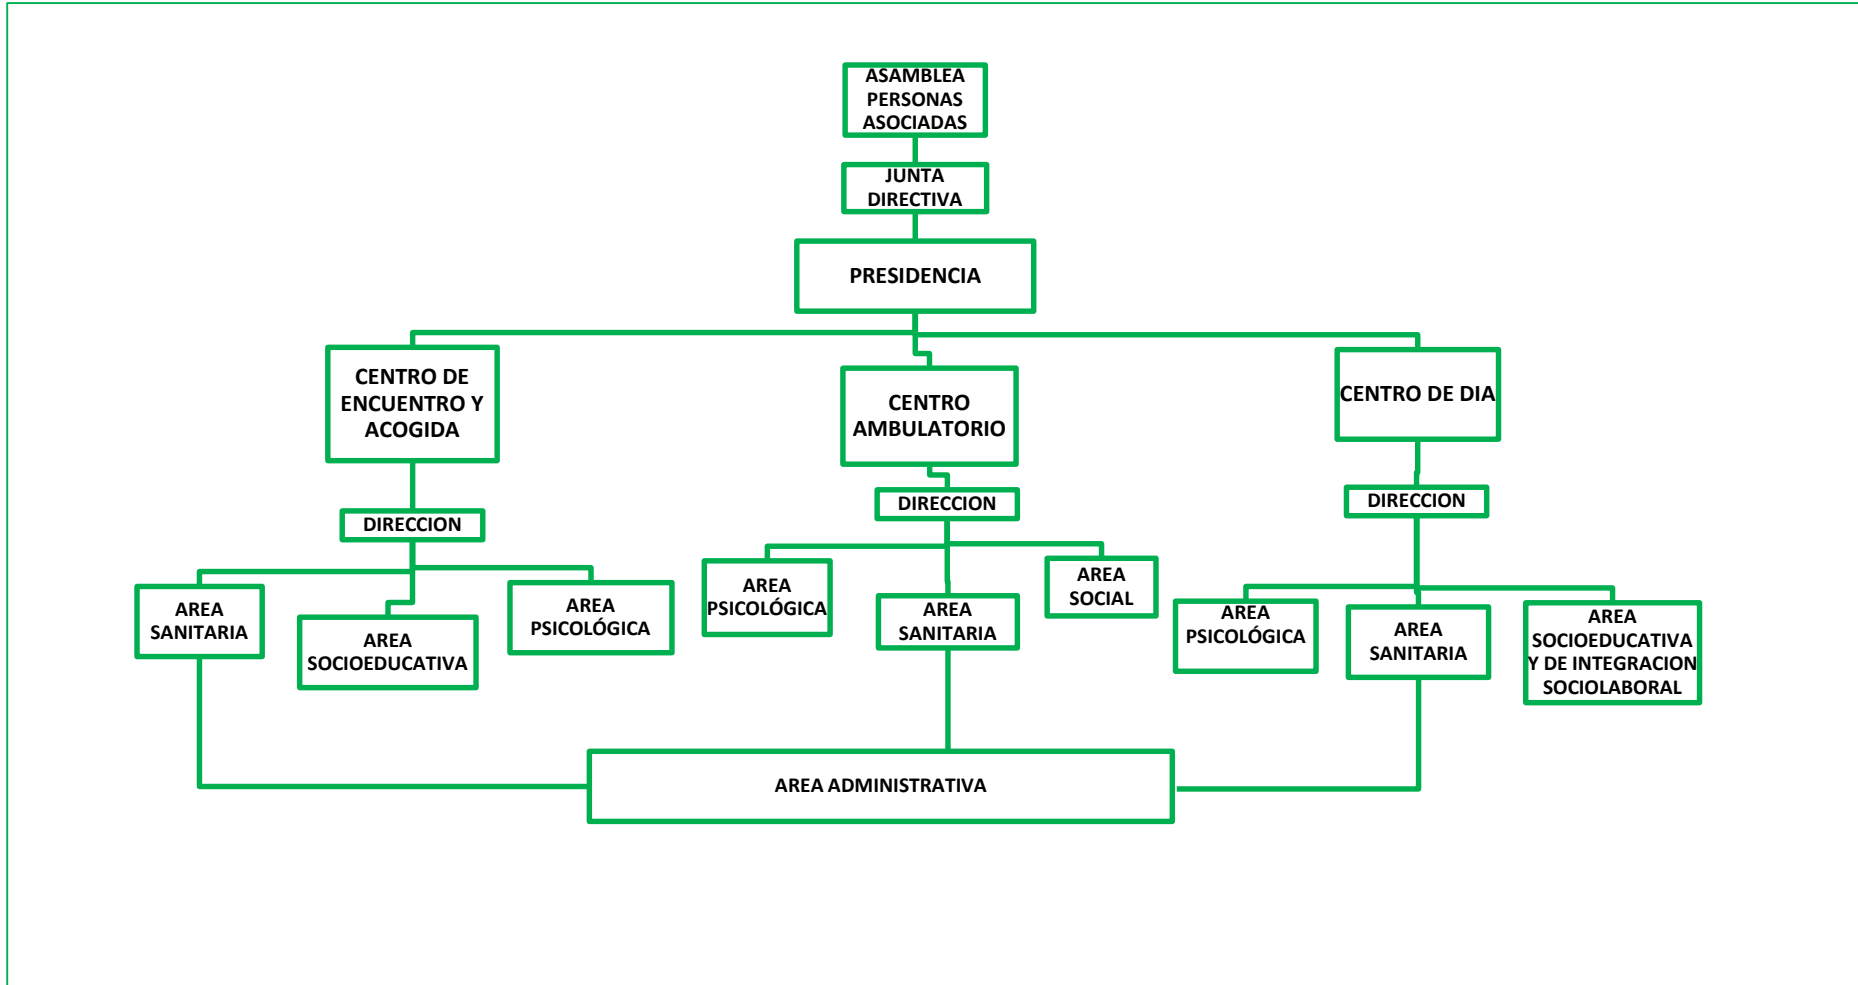 ASAMBLEA
PERSONAS
ASOCIADAS
JUNTA
DIRECTIVA
PRESIDENCIA
CENTRO DE
ENCUENTRO Y
ACOGIDA
CENTRO
AMBULATORIO
CENTRO DE DIA
DIRECCION
DIRECCION
DIRECCION
AREA
SANITARIA
AREA
SOCIOEDUCATIVA
AREA
PSICOLÓGICA
AREA
PSICOLÓGICA
AREA
SANITARIA
AREA
SOCIAL
AREA
PSICOLÓGICA
AREA
SANITARIA
AREA
SOCIOEDUCATIVA
Y DE INTEGRACION
SOCIOLABORAL
AREA ADMINISTRATIVA